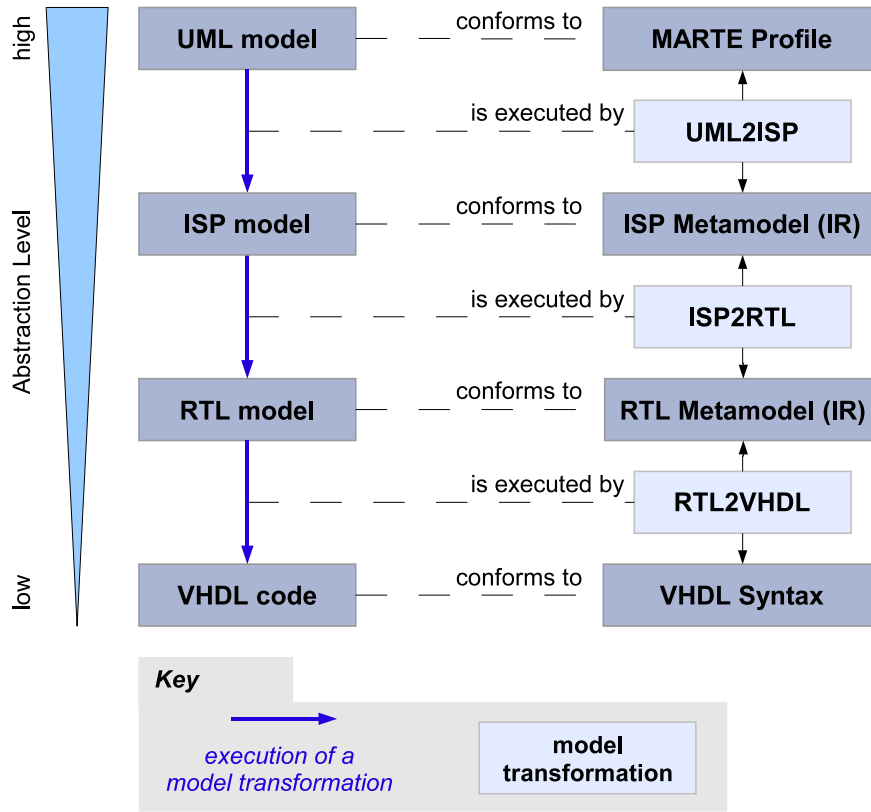 high
UML model
conforms to
MARTE Profile
is executed by
UML2ISP
Abstraction Level
ISP model
conforms to
ISP Metamodel (IR)
is executed by
ISP2RTL
RTL model
conforms to
RTL Metamodel (IR)
is executed by
RTL2VHDL
low
VHDL code
conforms to
VHDL Syntax
Key
execution of a
model transformation
model
transformation